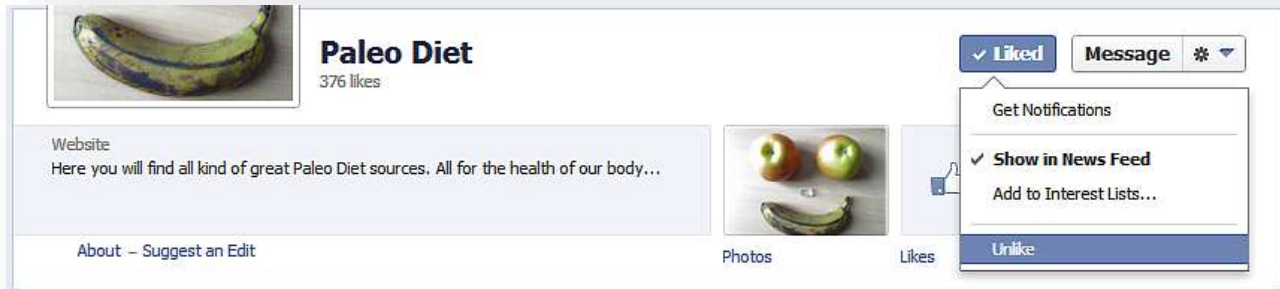 Paleo Diet
376 likes
✓ Liked
Message
Get Notifications
✓ Show in News Feed
Add to Interest Lists...
Unlike
Website
Here you will find all kind of great Paleo Diet sources. All for the health of our body...
About – Suggest an Edit
Photos
Likes